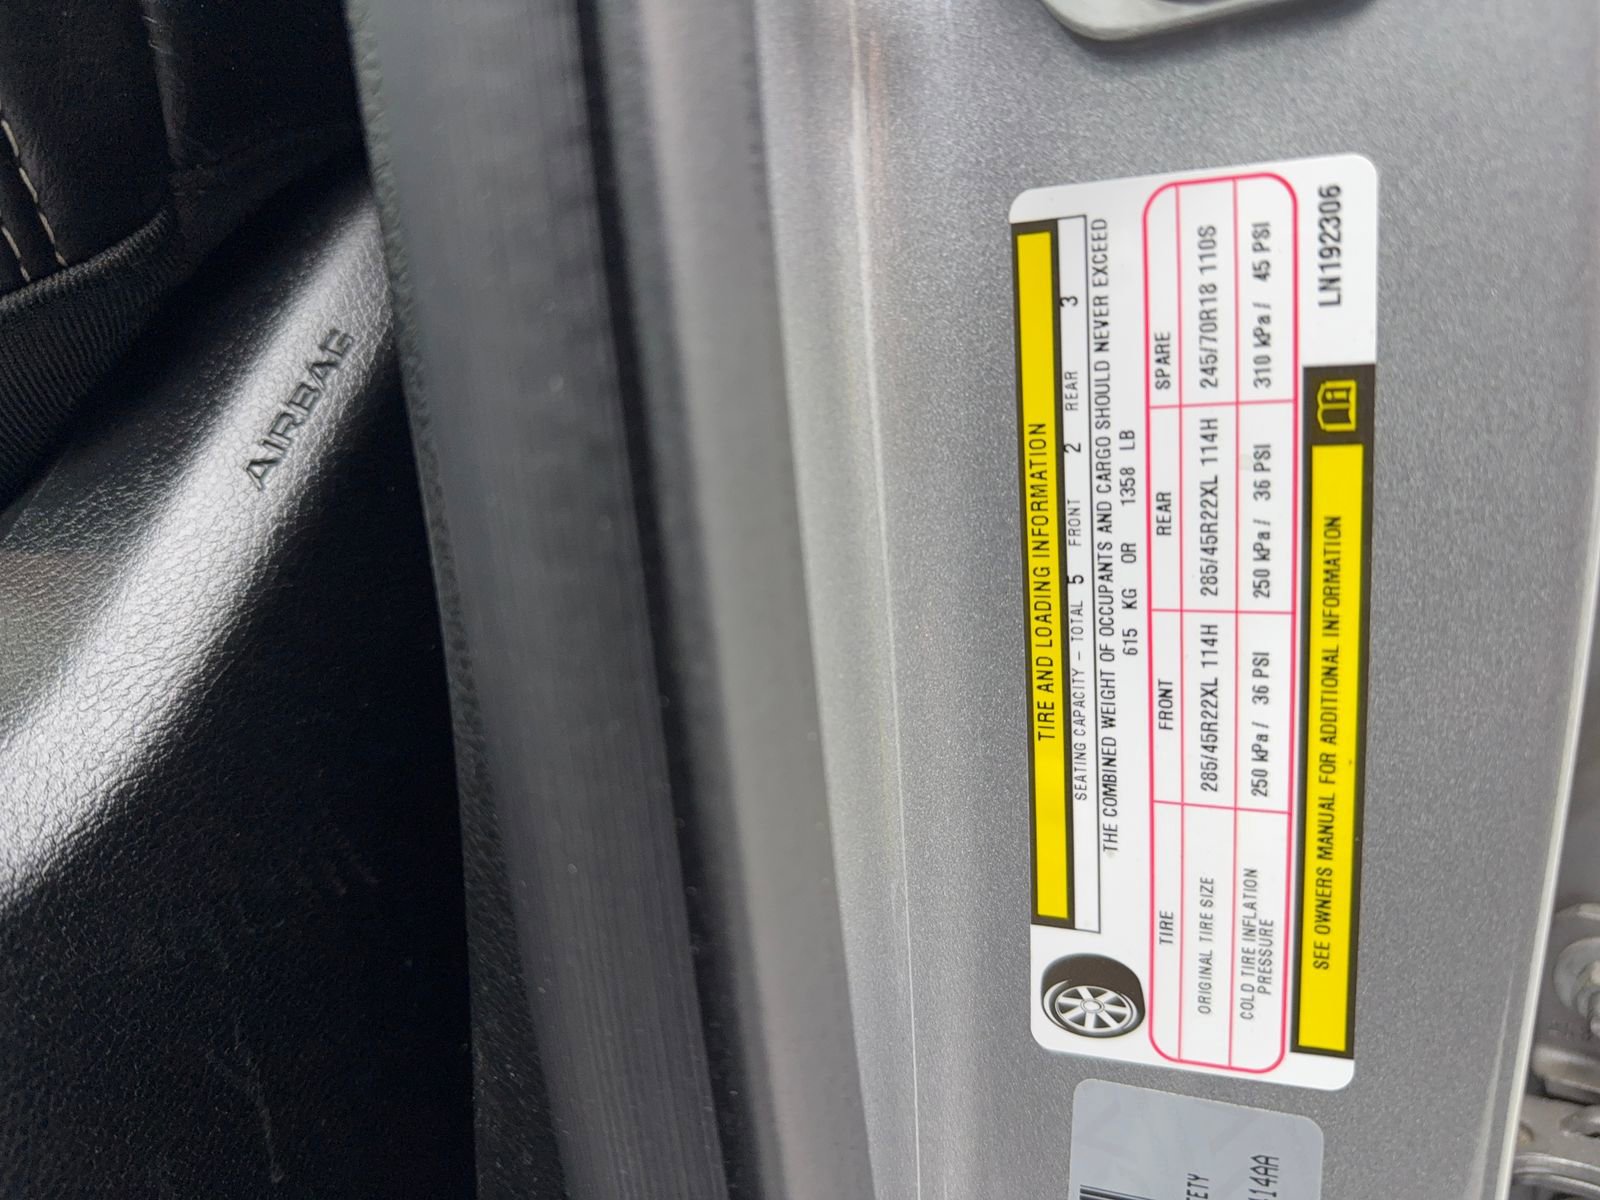 AIRBAG
TIRE AND LOADING INFORMATION
SEATING CAPACITY - TOTAL 5 FRONT 2 REAR 3
THE COMBINED WEIGHT OF OCCUPANTS AND CARGO SHOULD NEVER EXCEED
615 KG OR 1358 LB
TIRE FRONT REAR SPARE
ORIGINAL TIRE SIZE 285/45R22XL 114H 285/45R22XL 114H 245/70R18 110S
COLD TIRE INFLATION
PRESSURE 250 kPa/ 36 PSI 250 kPa/ 36 PSI 310 kPa/ 45 PSI
SEE OWNERS MANUAL FOR ADDITIONAL INFORMATION
LN192306